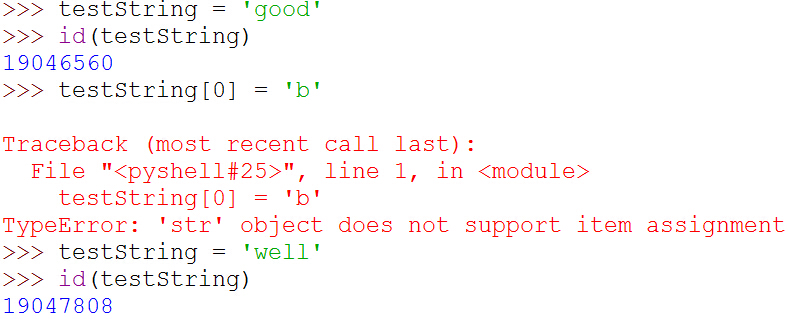 >>> testString = 'good'
>>> id(testString)
19046560
>>> testString[0] = 'b'
Traceback (most recent call last):
  File "<pyshell#25>", line 1, in <module>
    testString[0] = 'b'
TypeError: 'str' object does not support item assignment
>>> testString = 'well'
>>> id(testString)
19047808